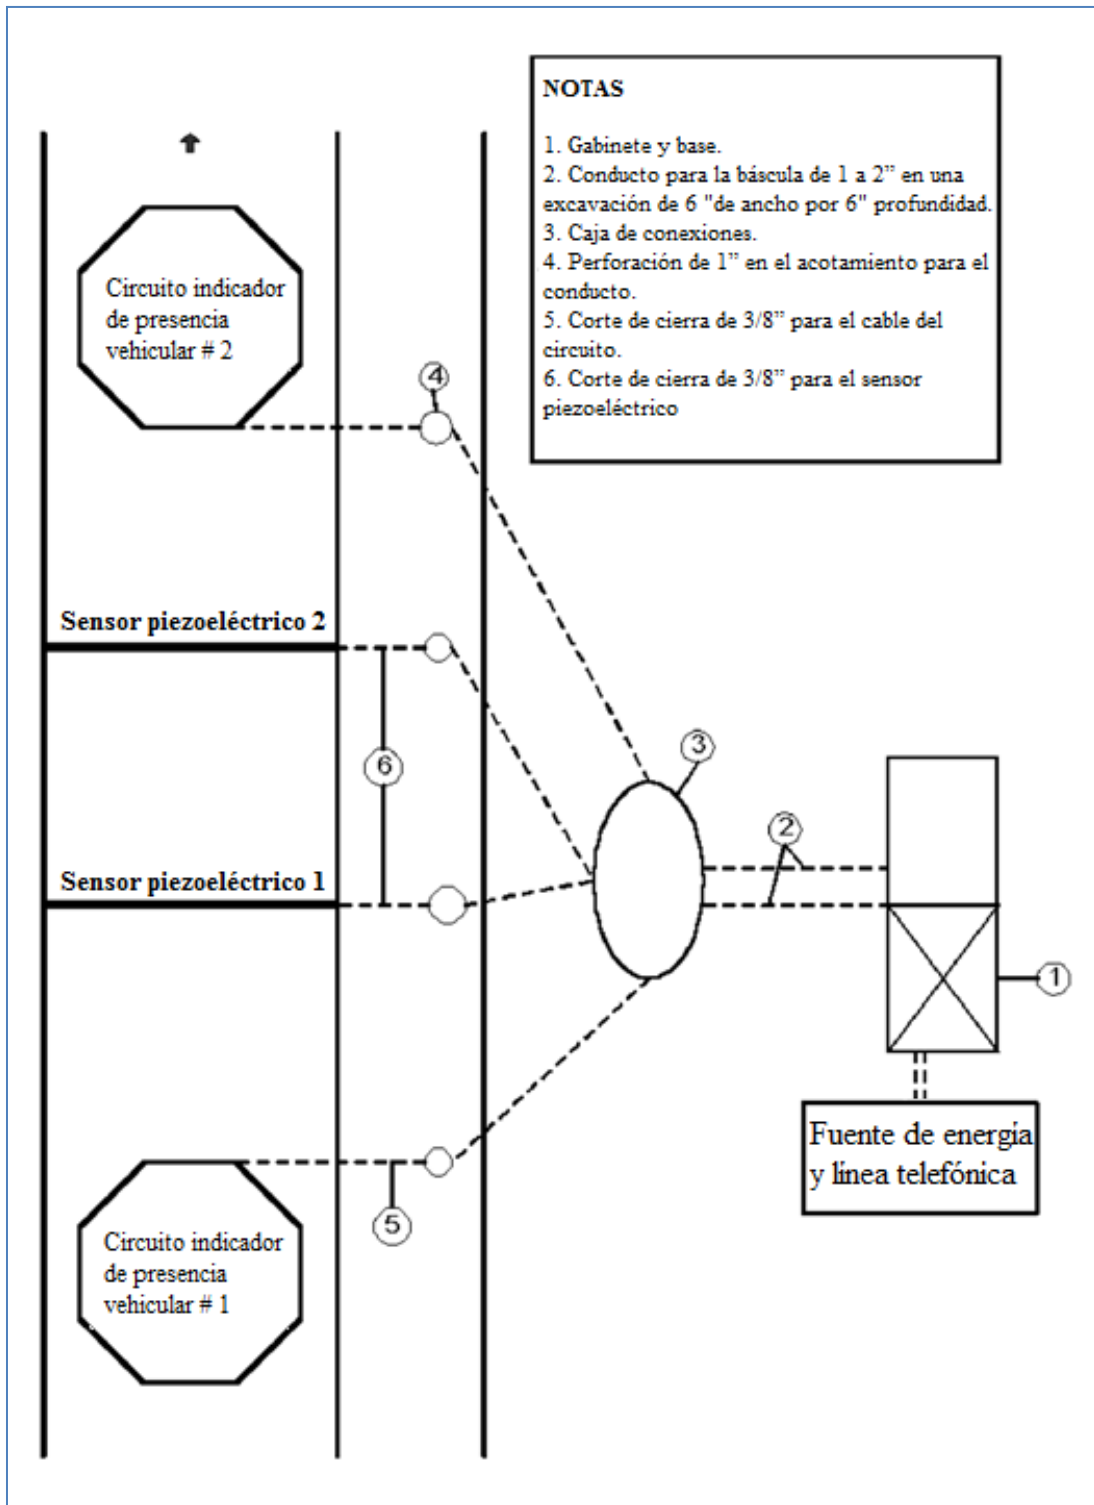 NOTAS
1. Gabinete y base.
2. Conducto para la báscula de 1 a 2” en una
excavación de 6 "de ancho por 6" profundidad.
3. Caja de conexiones.
4. Perforación de 1” en el acotamiento para el
conducto.
5. Corte de cierra de 3/8” para el cable del
circuito.
6. Corte de cierra de 3/8” para el sensor
piezoeléctrico
Circuito indicador
de presencia
vehicular # 2
4
Sensor piezoeléctrico 2
6
3
2
Sensor piezoeléctrico 1
1
Fuente de energía
y línea telefónica
5
Circuito indicador
de presencia
vehicular # 1